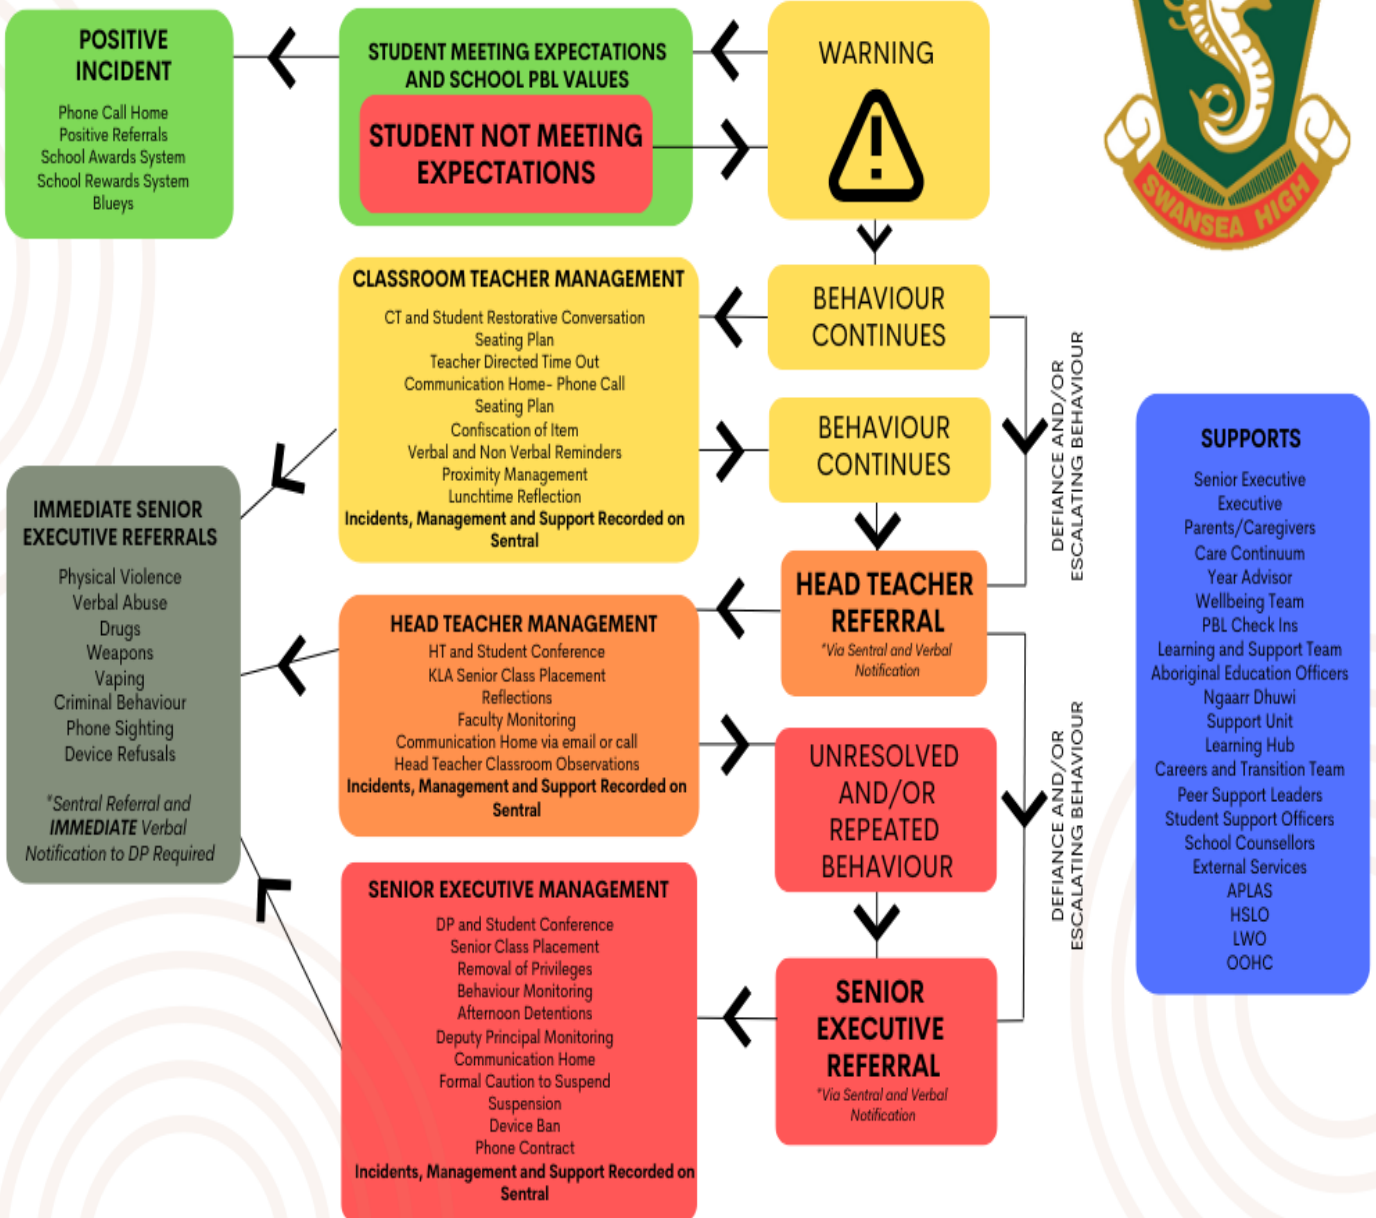 POSITIVE
INCIDENT
Phone Call Home
Positive Referrals
School Awards System
School Rewards System
Blueys
STUDENT MEETING EXPECTATIONS
AND SCHOOL PBL VALUES
STUDENT NOT MEETING
EXPECTATIONS
WARNING
!
SWANSEA HIGH
CLASSROOM TEACHER MANAGEMENT
CT and Student Restorative Conversation
Seating Plan
Teacher Directed Time Out
Communication Home- Phone Call
Seating Plan
Confiscation of Item
Verbal and Non Verbal Reminders
Proximity Management
Lunchtime Reflection
Incidents, Management and Support Recorded on
Sentral
BEHAVIOUR
CONTINUES
BEHAVIOUR
CONTINUES
DEFIANCE AND/OR
ESCALATING BEHAVIOUR
HEAD TEACHER
REFERRAL
*Via Sentral and Verbal
Notification
IMMEDIATE SENIOR
EXECUTIVE REFERRALS
Physical Violence
Verbal Abuse
Drugs
Weapons
Vaping
Criminal Behaviour
Phone Sighting
Device Refusals
*Sentral Referral and
IMMEDIATE Verbal
Notification to DP Required
HEAD TEACHER MANAGEMENT
HT and Student Conference
KLA Senior Class Placement
Reflections
Faculty Monitoring
Communication Home via email or call
Head Teacher Classroom Observations
Incidents, Management and Support Recorded on
Sentral
UNRESOLVED
AND/OR
REPEATED
BEHAVIOUR
DEFIANCE AND/OR
ESCALATING BEHAVIOUR
SENIOR EXECUTIVE MANAGEMENT
DP and Student Conference
Senior Class Placement
Removal of Privileges
Behaviour Monitoring
Afternoon Detentions
Deputy Principal Monitoring
Communication Home
Formal Caution to Suspend
Suspension
Device Ban
Phone Contract
Incidents, Management and Support Recorded on
Sentral
SENIOR
EXECUTIVE
REFERRAL
*Via Sentral and Verbal
Notification
SUPPORTS
Senior Executive
Executive
Parents/Caregivers
Care Continuum
Year Advisor
Wellbeing Team
PBL Check Ins
Learning and Support Team
Aboriginal Education Officers
Ngaarr Dhuwi
Support Unit
Learning Hub
Careers and Transition Team
Peer Support Leaders
Student Support Officers
School Counsellors
External Services
APLAS
HSLO
LWO
OOHC